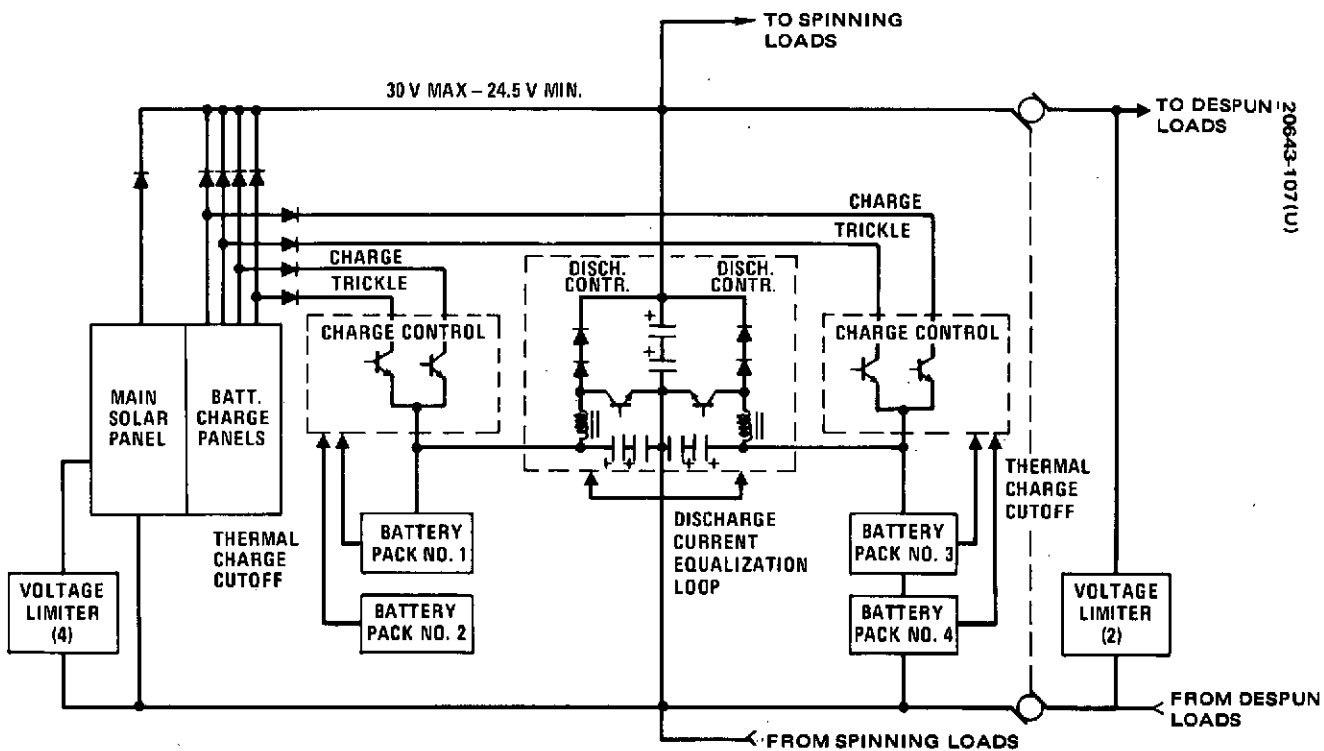 TO SPINNING
LOADS
30 V MAX – 24.5 V MIN.
TO DESPUN
LOADS
20643-107(U)
CHARGE
TRICKLE
CHARGE
TRICKLE
DISCH.
CONTR.
DISCH.
CONTR.
CHARGE CONTROL
CHARGE CONTROL
MAIN
SOLAR
PANEL
BATT.
CHARGE
PANELS
THERMAL
CHARGE
CUTOFF
THERMAL
CHARGE
CUTOFF
BATTERY
PACK NO. 1
DISCHARGE
CURRENT
EQUALIZATION
LOOP
BATTERY
PACK NO. 3
VOLTAGE
LIMITER
(4)
BATTERY
PACK NO. 2
BATTERY
PACK NO. 4
VOLTAGE
LIMITER
(2)
FROM DESPUN
LOADS
FROM SPINNING LOADS